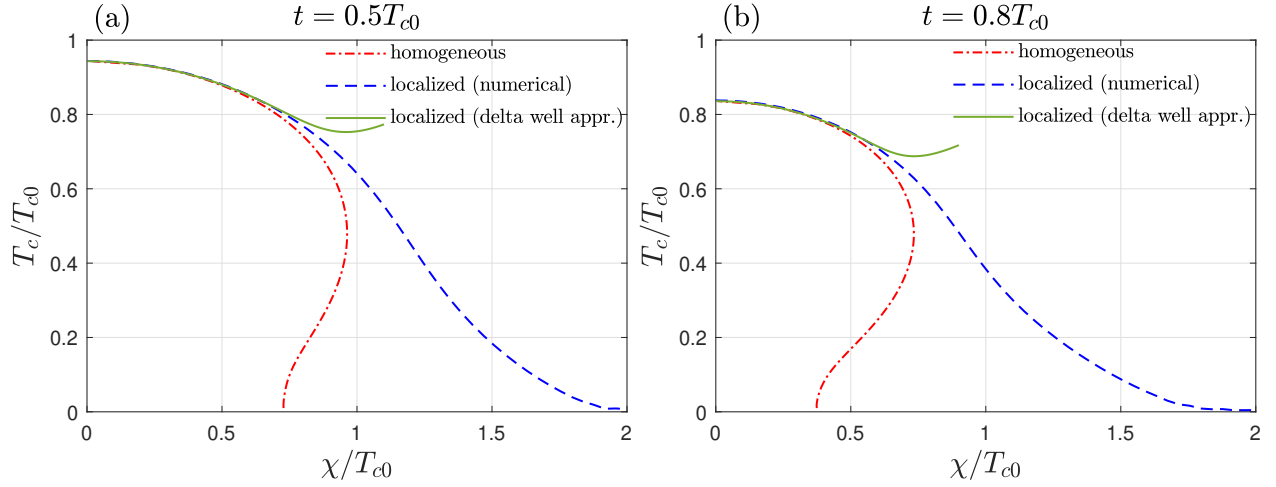 (a) t = 0.5T_{c0}
homogeneous
localized (numerical)
localized (delta well appr.)
T_c/T_{c0}
1
0.8
0.6
0.4
0.2
0
0 0.5 1 1.5 2
χ/T_{c0}
(b) t = 0.8T_{c0}
homogeneous
localized (numerical)
localized (delta well appr.)
T_c/T_{c0}
1
0.8
0.6
0.4
0.2
0
0 0.5 1 1.5 2
χ/T_{c0}